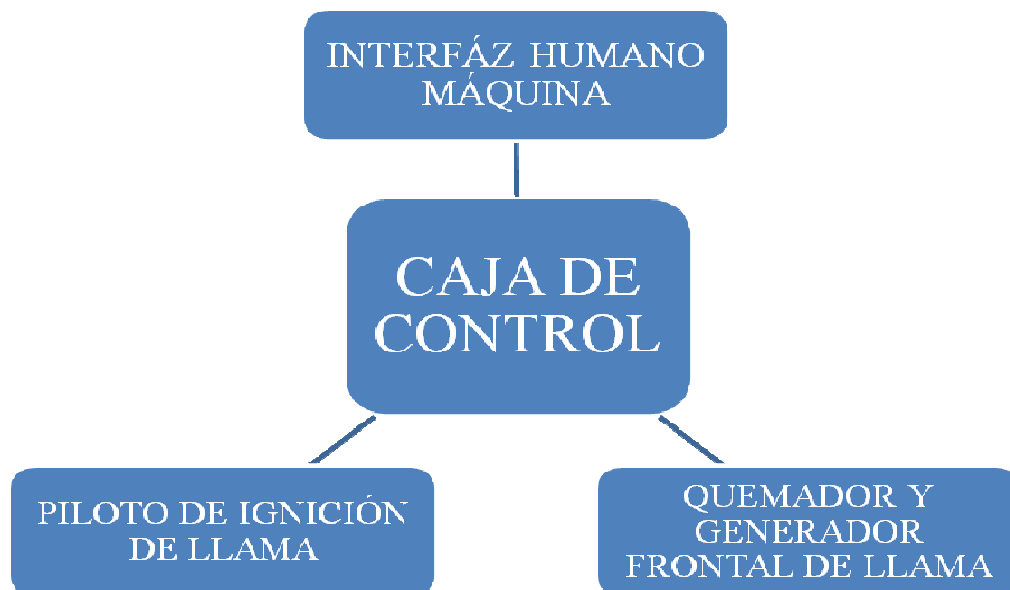 INTERFÁZ HUMANO
MÁQUINA
CAJA DE
CONTROL
PILOTO DE IGNICIÓN
DE LLAMA
QUEMADOR Y
GENERADOR
FRONTAL DE LLAMA